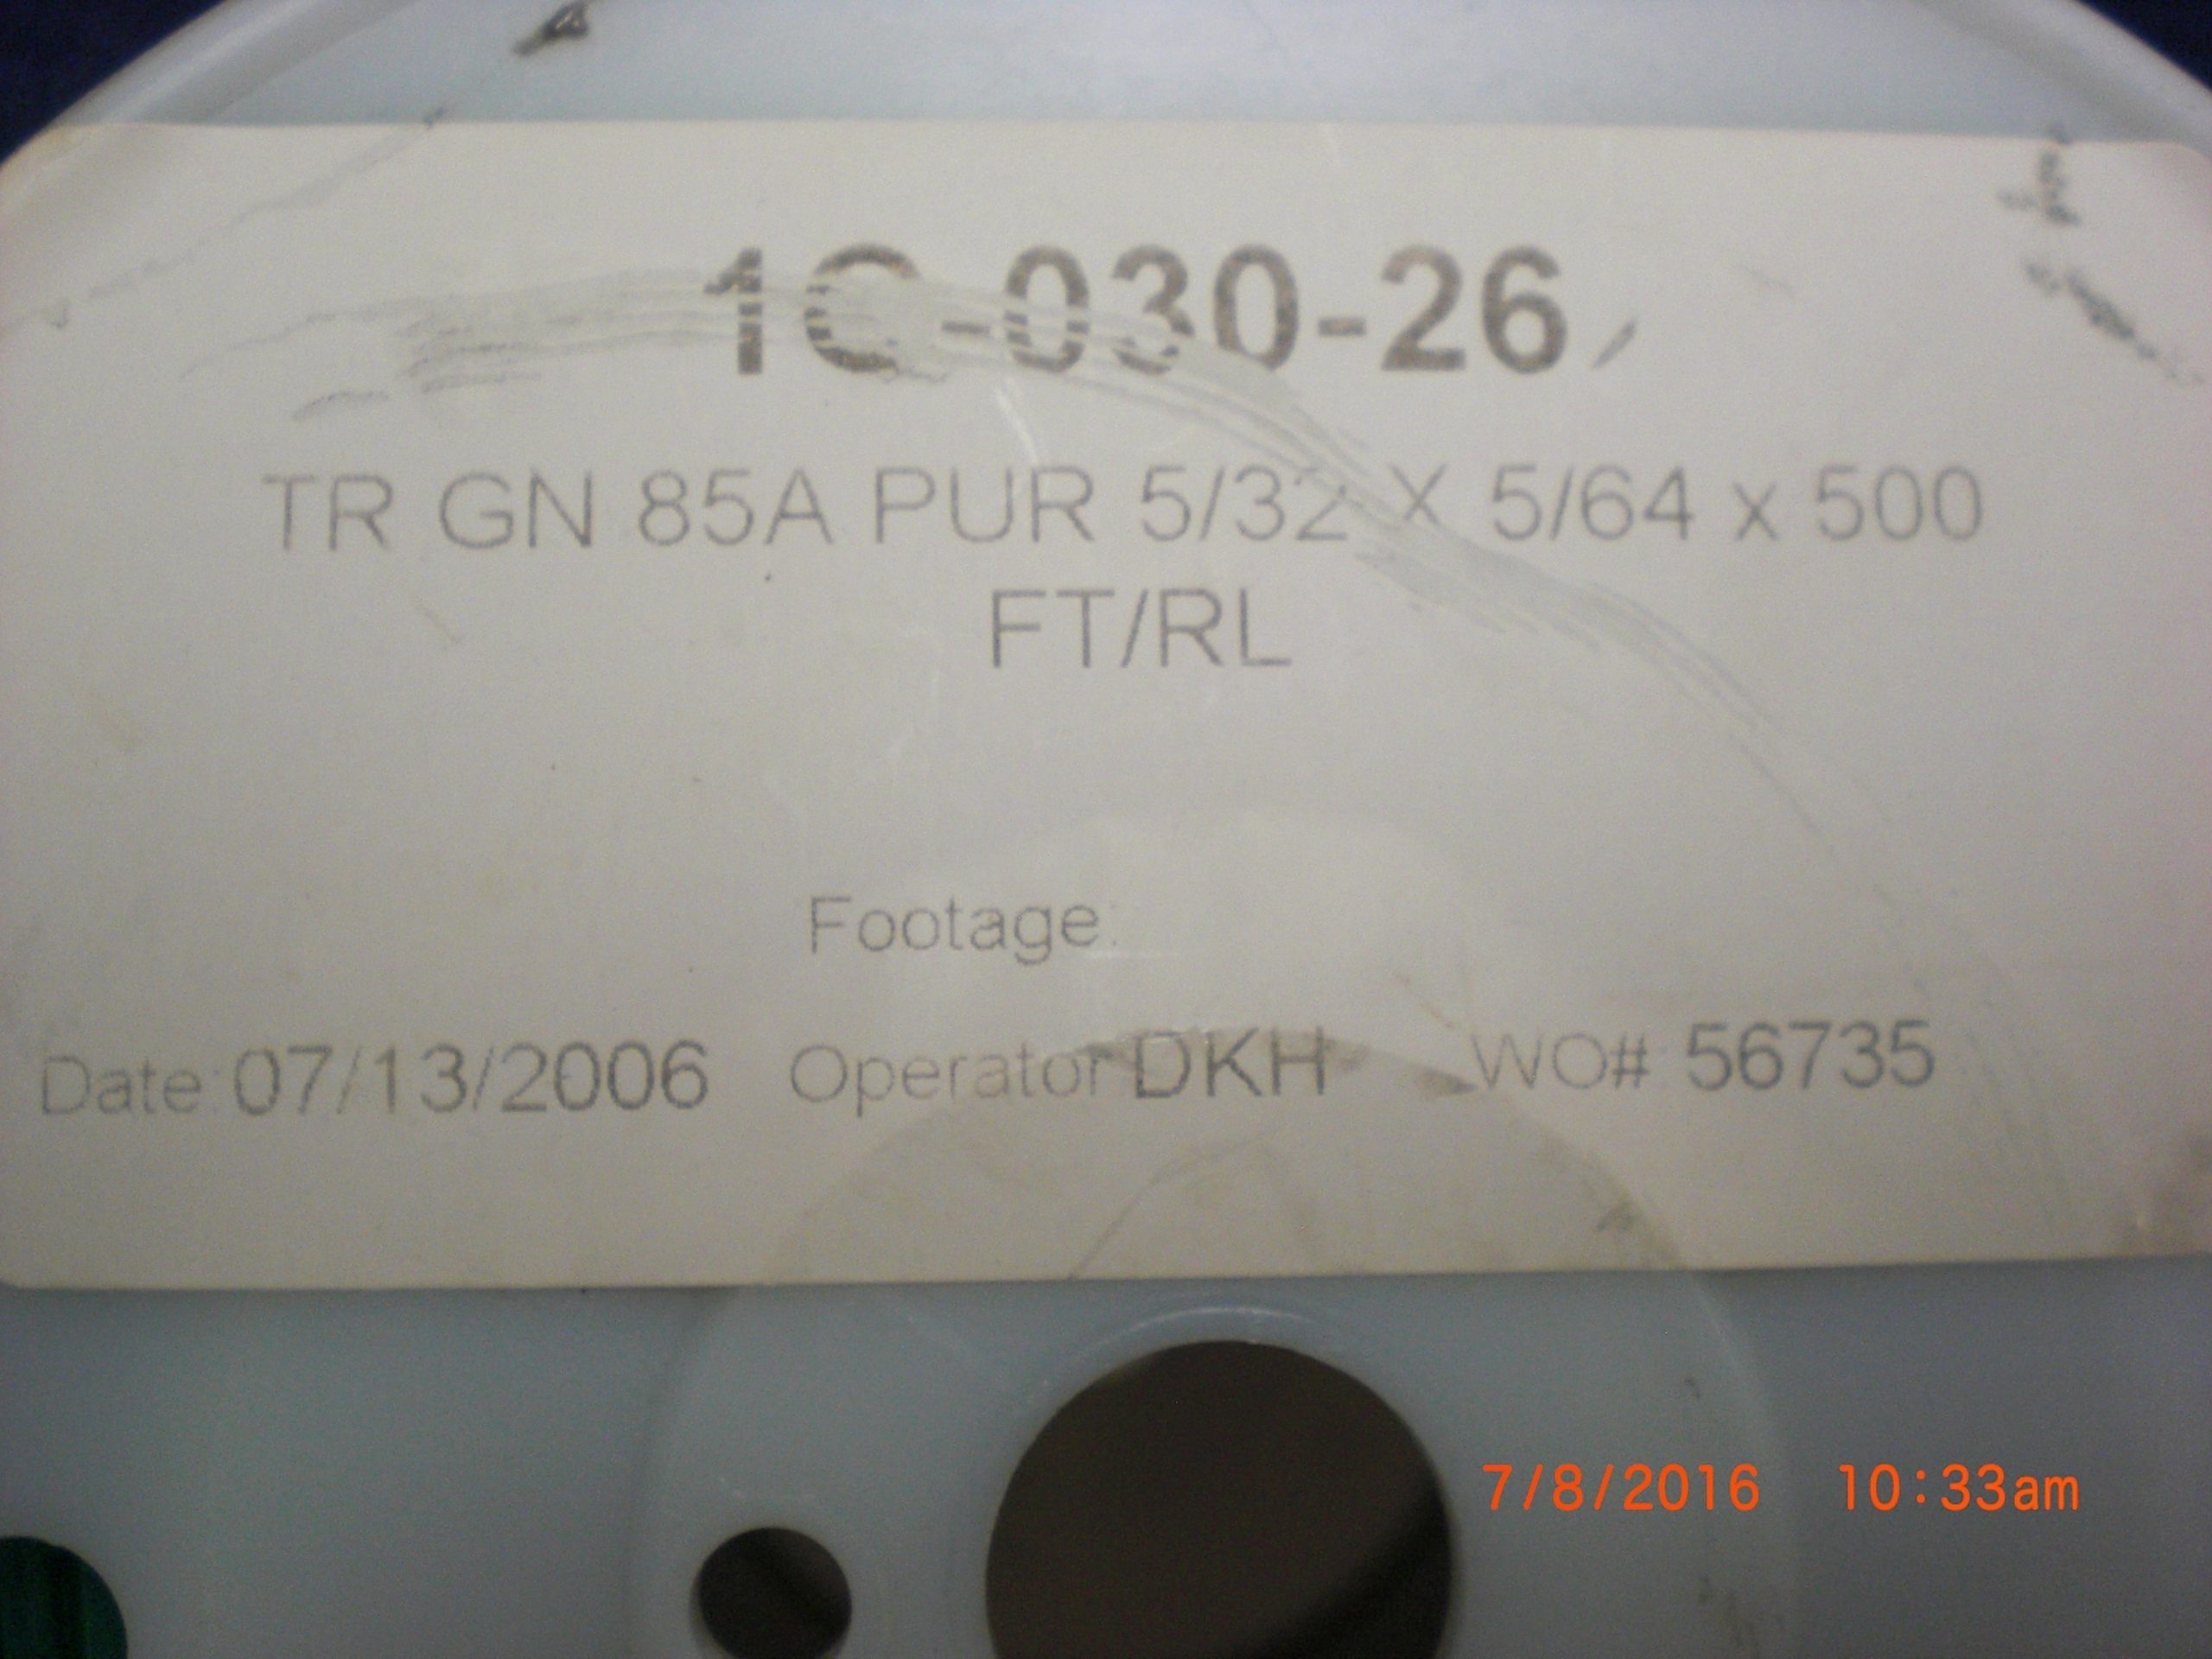 1C-030-26
TR GN 85A PUR 5/32 X 5/64 x 500
FT/RL
Footage:
Date: 07/13/2006 Operator DKH WO# 56735
7/8/2016 10:33am